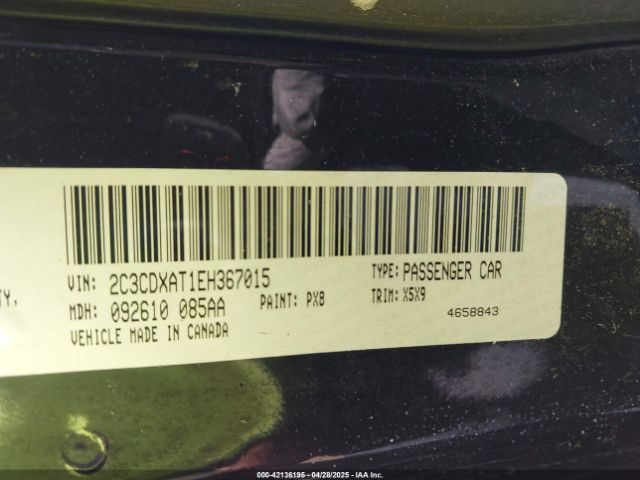 TY,
VIN: 2C3CDXAT1EH367015
TYPE: PASSENGER CAR
MDH: 092610 085AA
PAINT: PX8
TRIM: X5X9
VEHICLE MADE IN CANADA
4658843
000-42136195 - 04/28/2025 - IAA Inc.